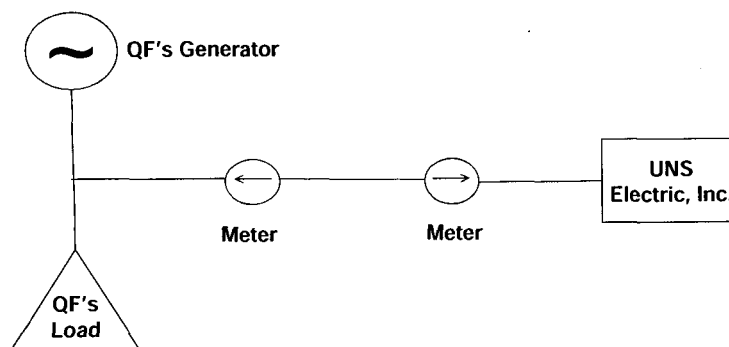 QF's Generator
UNS
Electric, Inc.
Meter
Meter
QF's
Load